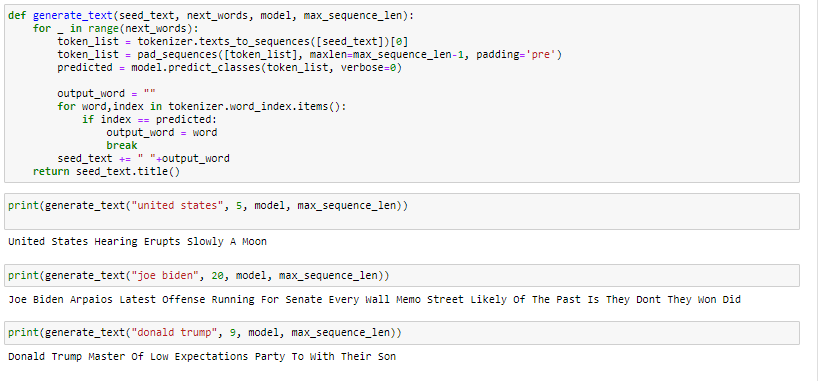 def generate_text(seed_text, next_words, model, max_sequence_len):
    for _ in range(next_words):
        token_list = tokenizer.texts_to_sequences([seed_text])[0]
        token_list = pad_sequences([token_list], maxlen=max_sequence_len-1, padding='pre')
        predicted = model.predict_classes(token_list, verbose=0)

        output_word = ""
        for word,index in tokenizer.word_index.items():
            if index == predicted:
                output_word = word
                break
        seed_text += " "+output_word
    return seed_text.title()
print(generate_text("united states", 5, model, max_sequence_len))
United States Hearing Erupts Slowly A Moon
print(generate_text("joe biden", 20, model, max_sequence_len))
Joe Biden Arpaios Latest Offense Running For Senate Every Wall Memo Street Likely Of The Past Is They Dont They Won Did
print(generate_text("donald trump", 9, model, max_sequence_len))
Donald Trump Master Of Low Expectations Party To With Their Son